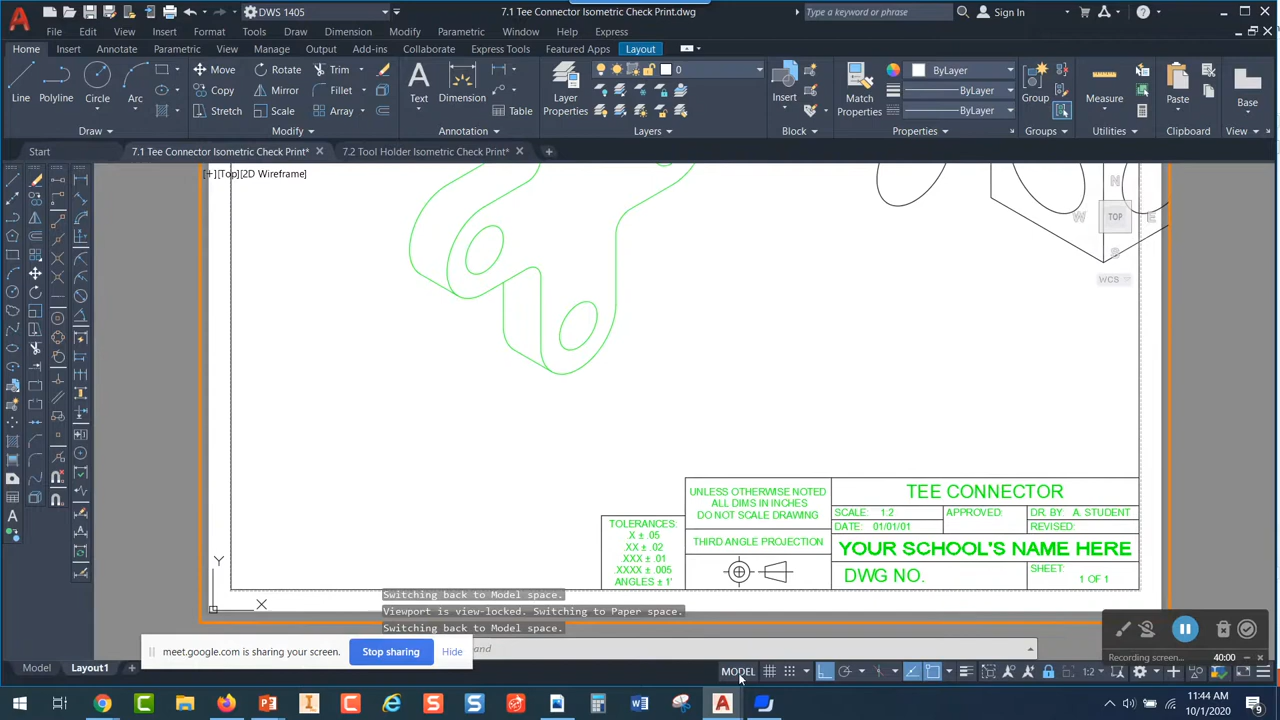 DWS 1405
7.1 Tee Connector Isometric Check Print.dwg
Type a keyword or phrase
Sign In
File Edit View Insert Format Tools Draw Dimension Modify Parametric Window Help Express
Home Insert Annotate Parametric View Manage Output Add-ins Collaborate Express Tools Featured Apps Layout
Line Polyline Circle Arc
Move Rotate Trim
Copy Mirror Fillet
Stretch Scale Array
Text Dimension Table
Layer Properties
0
Insert
Match Properties
ByLayer
ByLayer
ByLayer
Group Measure Paste Base
Draw Modify Annotation Layers Block Properties Groups Utilities Clipboard View
Start 7.1 Tee Connector Isometric Check Print* 7.2 Tool Holder Isometric Check Print*
[+][Top][2D Wireframe]
N
W TOP E
S
WCS
UNLESS OTHERWISE NOTED
ALL DIMS IN INCHES
DO NOT SCALE DRAWING
TEE CONNECTOR
SCALE: 1:2 APPROVED: DR. BY: A. STUDENT
DATE: 01/01/01 REVISED:
TOLERANCES:
X ± .05
.XX ± .02
.XXX ± .01
.XXXX ± .005
ANGLES ± 1'
THIRD ANGLE PROJECTION
YOUR SCHOOL'S NAME HERE
DWG NO.
SHEET:
1 OF 1
Y
X
Switching back to Model space.
Viewport is view-locked. Switching to Paper space.
Switching back to Model space.
meet.google.com is sharing your screen. Stop sharing Hide
and
Recording screen... 40:00
Model Layout1
MODEL
1:2
11:44 AM
10/1/2020
9